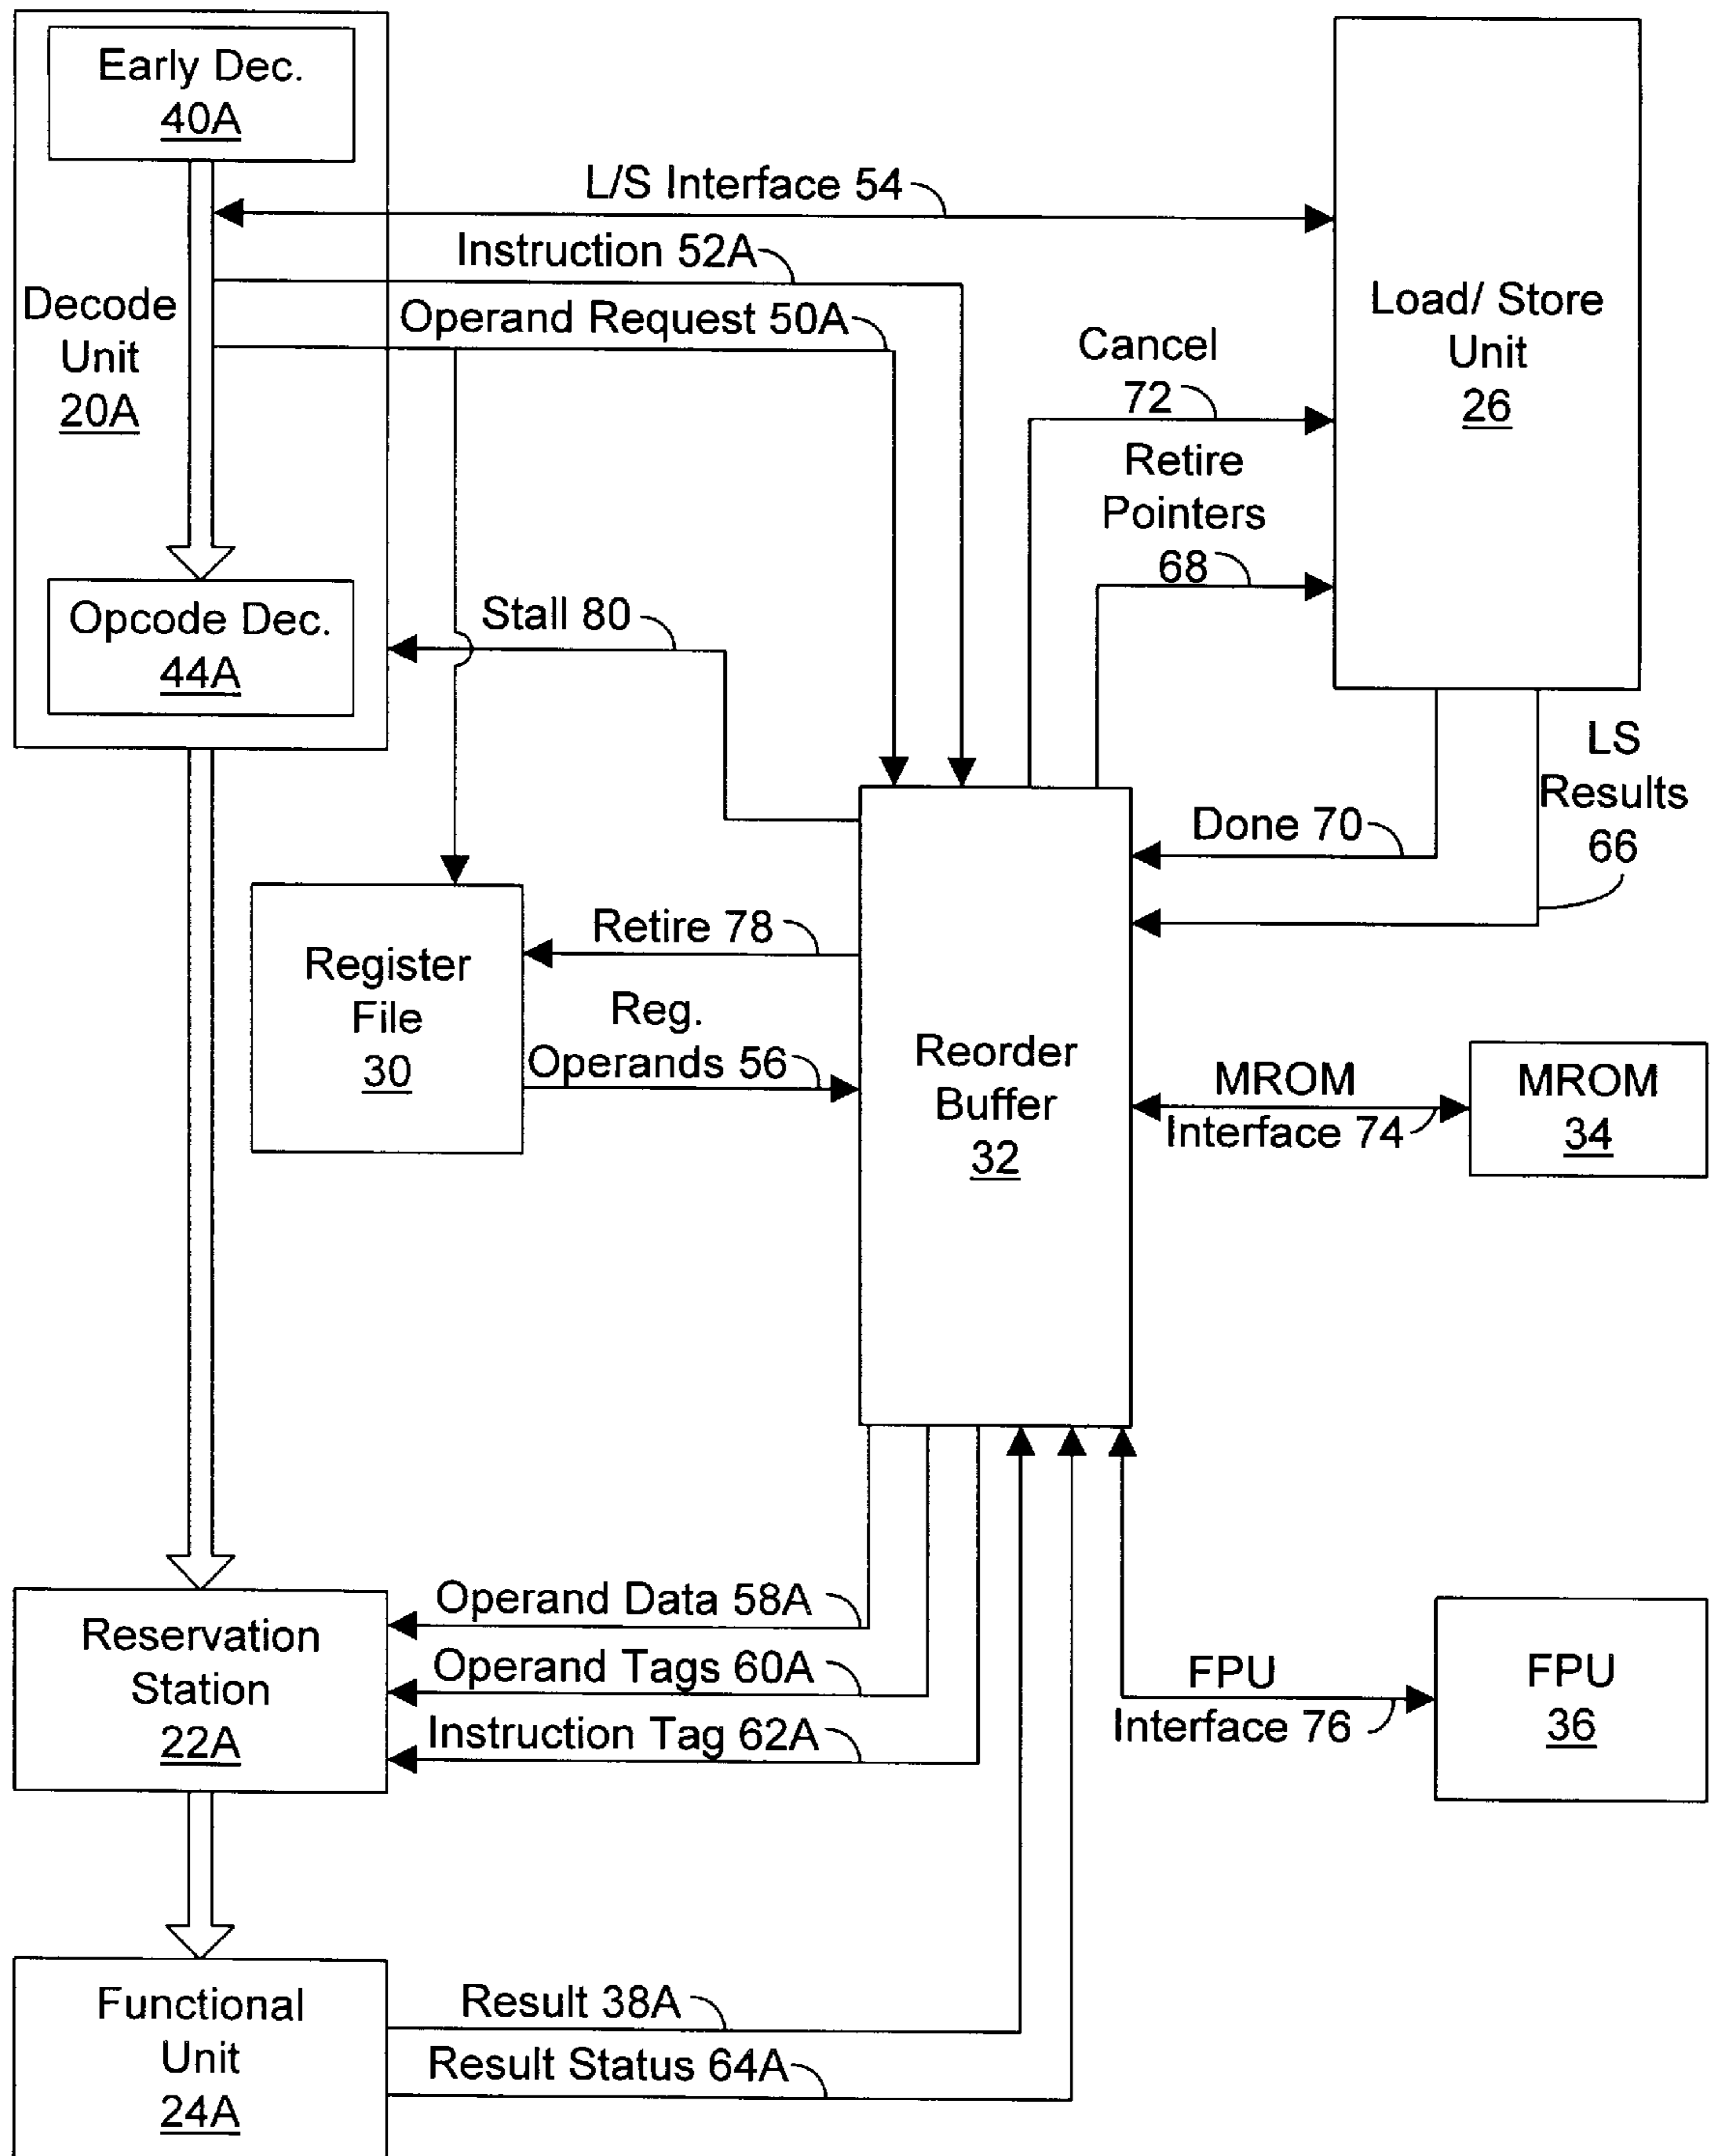 Early Dec.
40A
L/S Interface 54
Instruction 52A
Operand Request 50A
Decode
Unit
20A
Load/ Store
Unit
26
Cancel
72
Retire
Pointers
68
Opcode Dec.
44A
Stall 80
LS
Results
66
Done 70
Register
File
30
Retire 78
Reg.
Operands 56
Reorder
Buffer
32
MROM
Interface 74
MROM
34
Reservation
Station
22A
Operand Data 58A
Operand Tags 60A
Instruction Tag 62A
FPU
Interface 76
FPU
36
Functional
Unit
24A
Result 38A
Result Status 64A